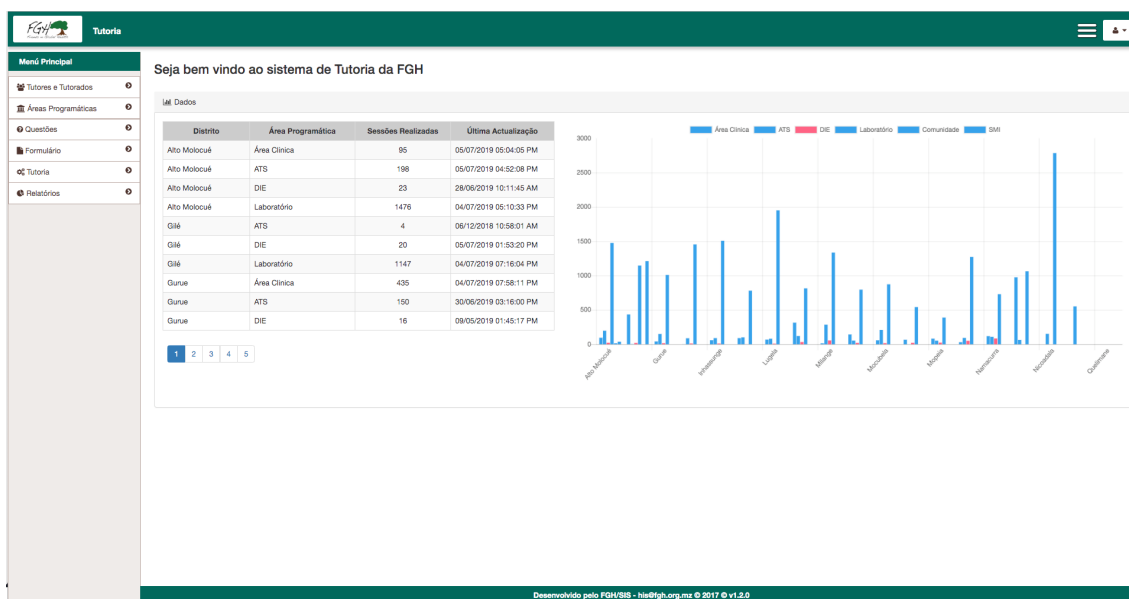 FGH
Tutoria
Menú Principal
Tutores e Tutorados
Áreas Programáticas
Questões
Formulário
Tutoria
Relatórios
Seja bem vindo ao sistema de Tutoria da FGH
Dados
Distrito Área Programática Sessões Realizadas Última Actualização
Alto Molocué Área Clinica 95 05/07/2019 05:04:05 PM
Alto Molocué ATS 198 05/07/2019 04:52:08 PM
Alto Molocué DIE 23 28/06/2019 10:11:45 AM
Alto Molocué Laboratório 1476 04/07/2019 05:10:33 PM
Gilé ATS 4 06/12/2018 10:58:01 AM
Gilé DIE 20 05/07/2019 01:53:20 PM
Gilé Laboratório 1147 04/07/2019 07:16:04 PM
Gurue Área Clinica 435 04/07/2019 07:58:11 PM
Gurue ATS 150 30/06/2019 03:16:00 PM
Gurue DIE 16 09/05/2019 01:45:17 PM
1 2 3 4 5
Área Clínica ATS DIE Laboratório Comunidade SMI
3000
2500
2000
1500
1000
500
0
Alto Molocué Gurue Inhassunge Lugela Milange Morrubala Mopeia Namacurra Nicoadala Quelimane
Desenvolvido pelo FGH/SIS - his@fgh.org.mz © 2017 © v1.2.0